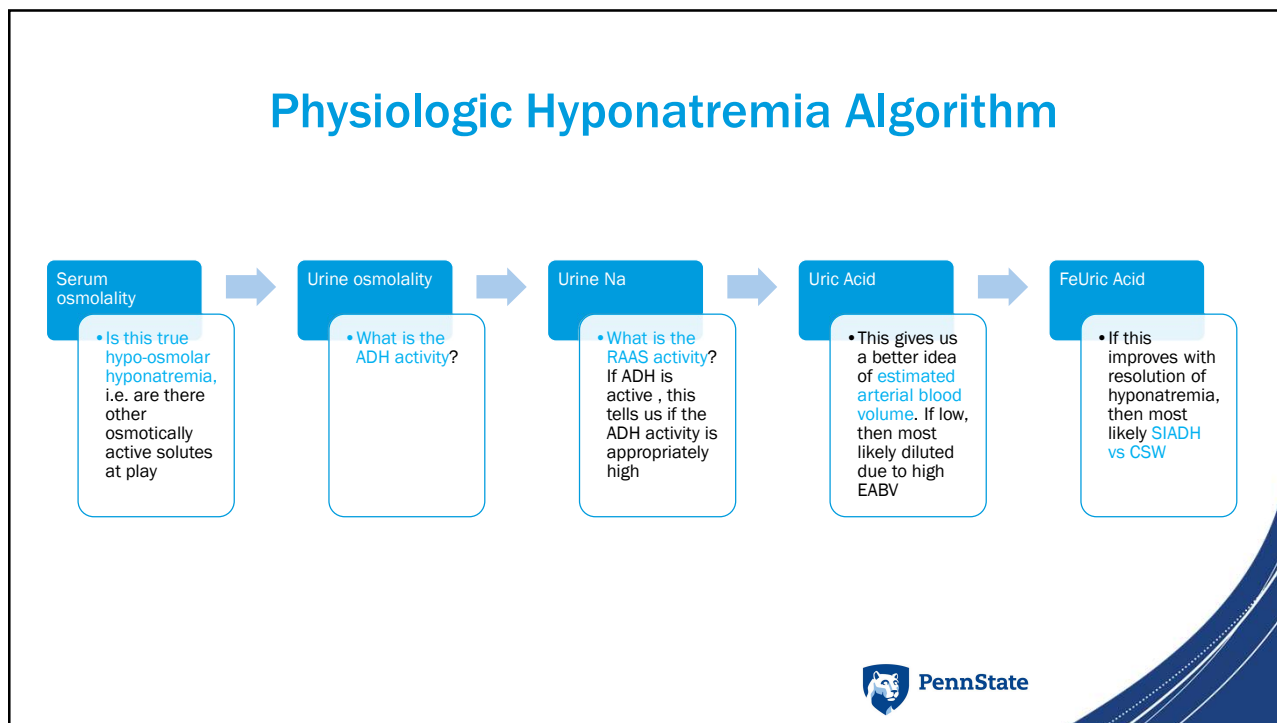 Physiologic Hyponatremia Algorithm
Serum
osmolality
•Is this true
hypo-osmolar
hyponatremia,
i.e. are there
other
osmotically
active solutes
at play
Urine osmolality
•What is the
ADH activity?
Urine Na
•What is the
RAAS activity?
If ADH is
active , this
tells us if the
ADH activity is
appropriately
high
Uric Acid
•This gives us
a better idea
of estimated
arterial blood
volume. If low,
then most
likely diluted
due to high
EABV
FeUric Acid
•If this
improves with
resolution of
hyponatremia,
then most
likely SIADH
vs CSW
PennState